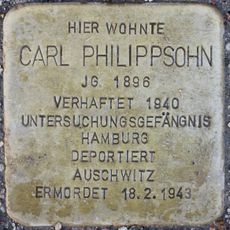 HIER WOHNTE
CARL PHILIPPSOHN
JG. 1896
VERHAFTET 1940
UNTERSUCHUNGSGEFÄNGNIS
HAMBURG
DEPORTIERT
AUSCHWITZ
ERMORDET 18.2.1943